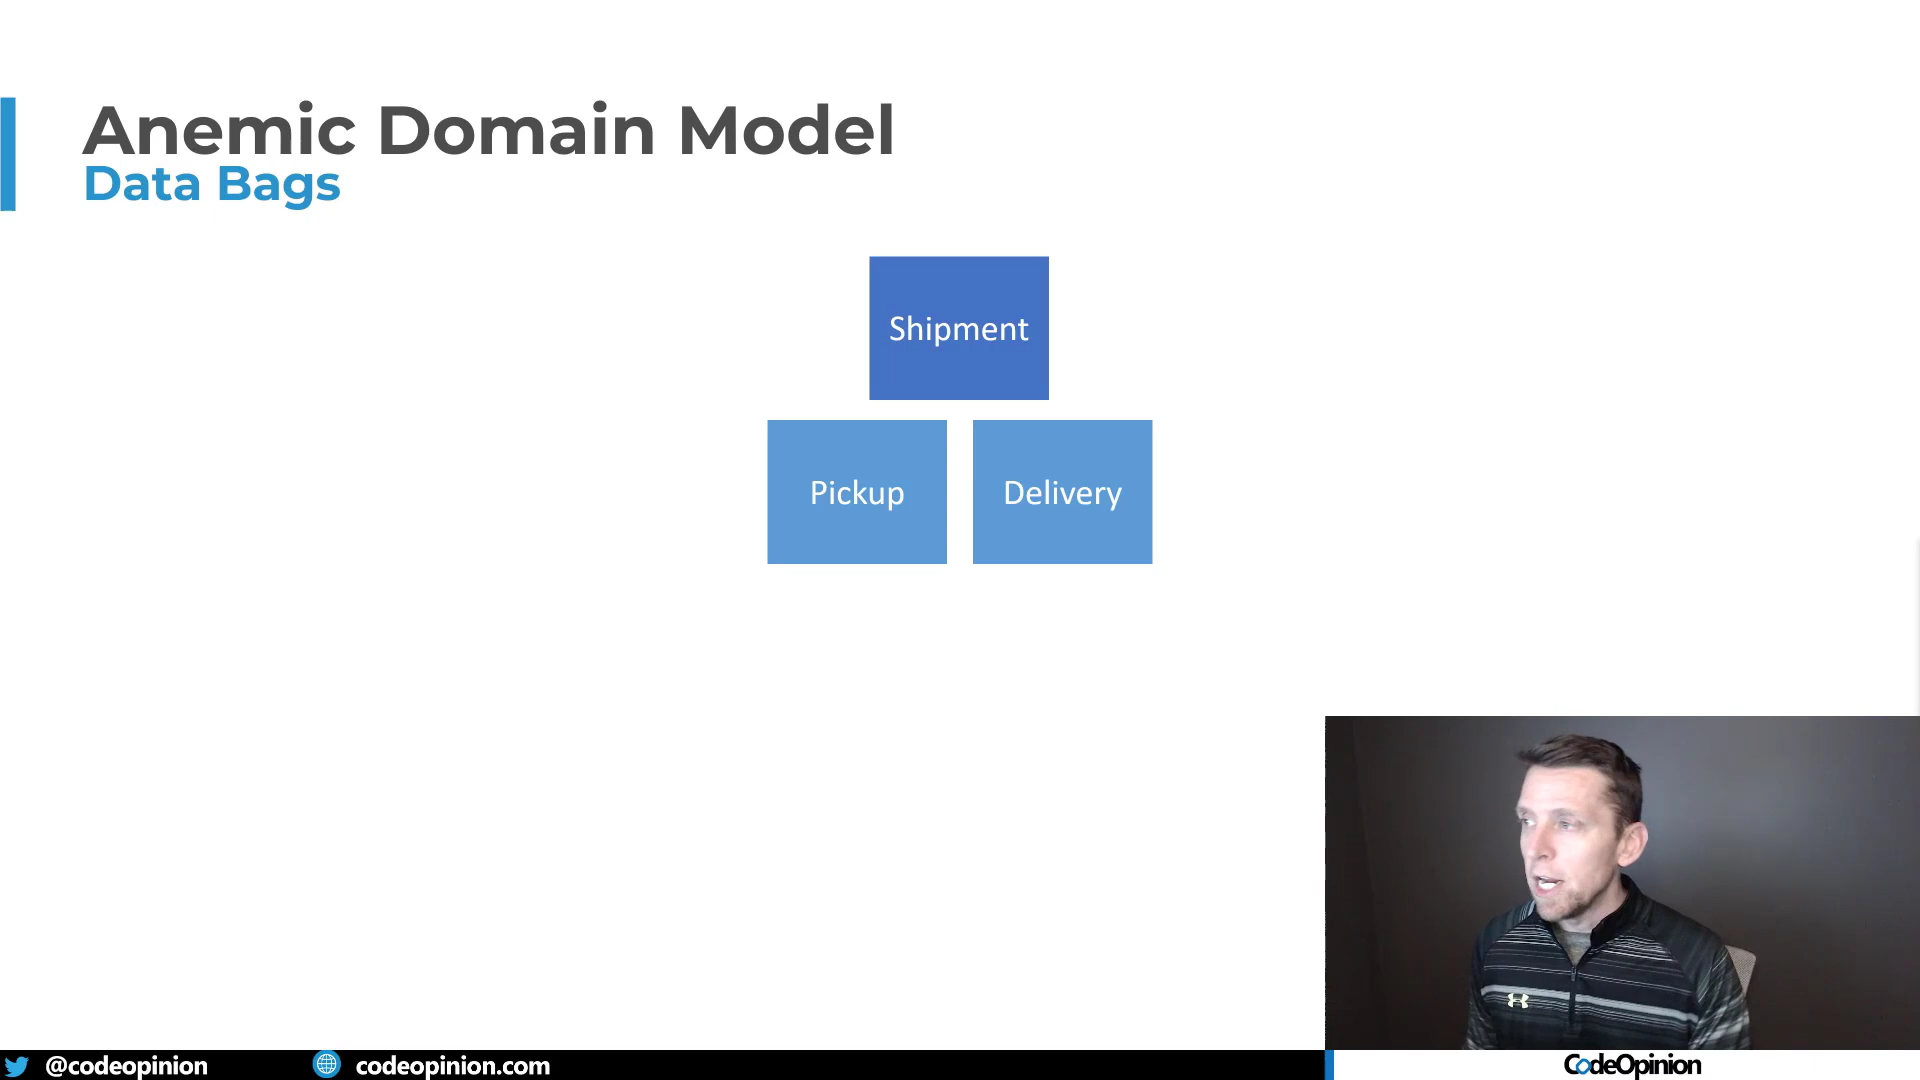 Anemic Domain Model
Data Bags
Shipment
Pickup Delivery
@codeopinion codeopinion.com CodeOpinion